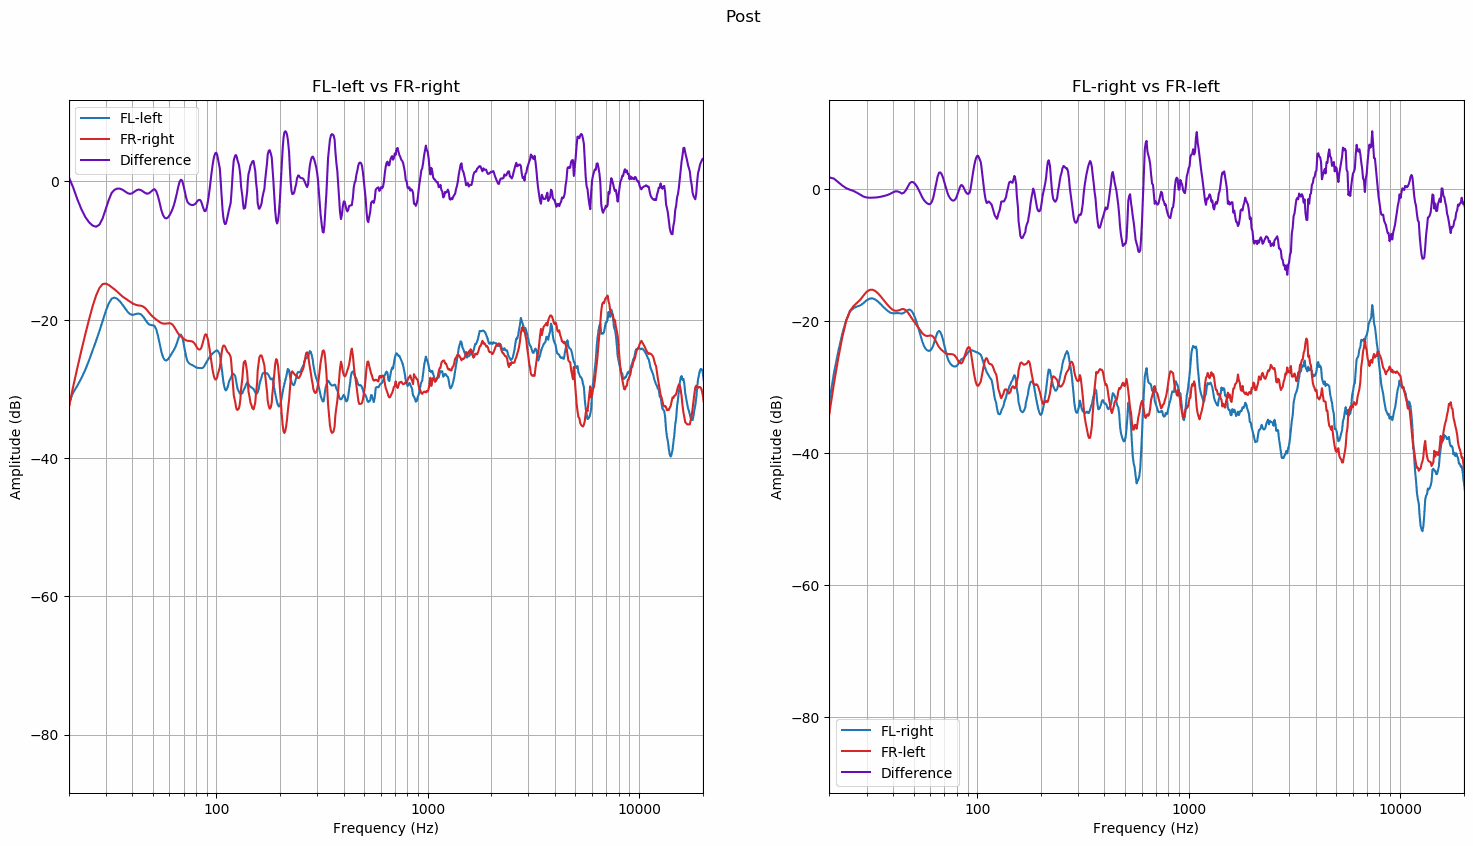 Post
FL-left vs FR-right
FL-left
FR-right
Difference
0
−20
−40
−60
−80
Amplitude (dB)
100
1000
10000
Frequency (Hz)
FL-right vs FR-left
0
−20
−40
−60
−80
Amplitude (dB)
FL-right
FR-left
Difference
100
1000
10000
Frequency (Hz)